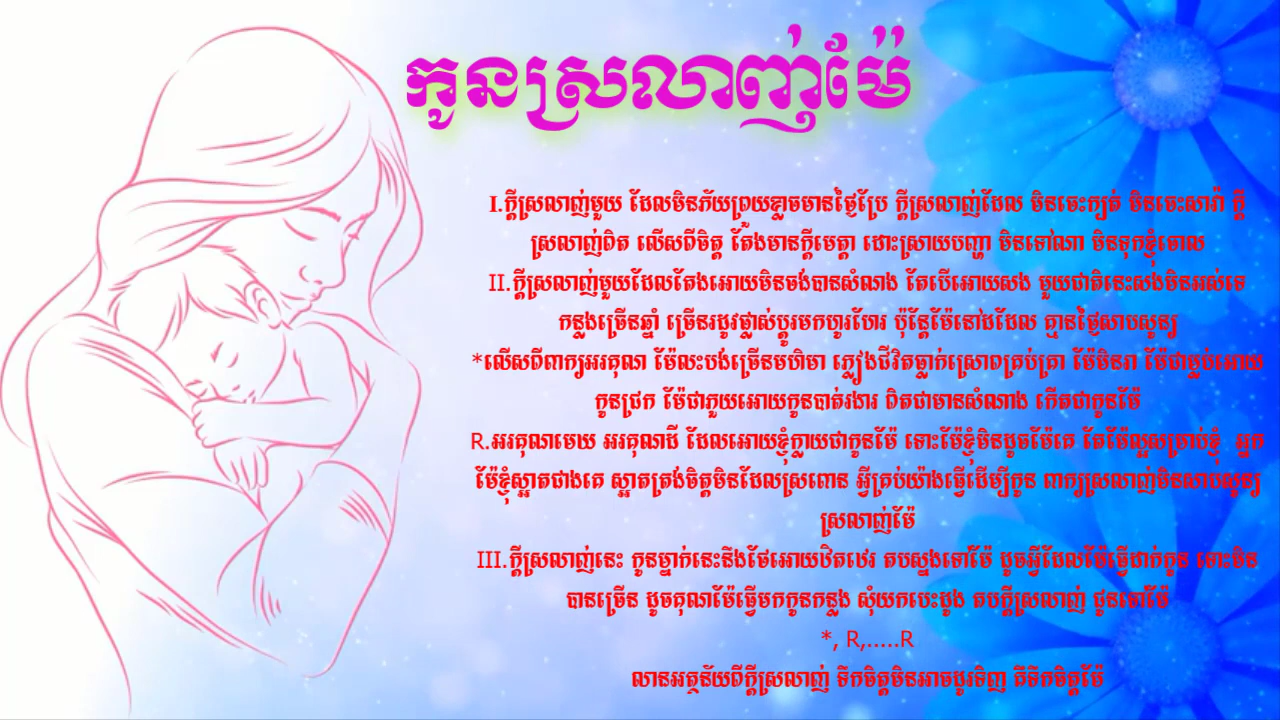 កូនស្រលាញ់ម៉ែ
I.ក្ដីស្រលាញ់មួយ ដែលមិនភ័យព្រួយខ្លាចមានថ្ងៃប្រែ ក្ដីស្រលាញ់ដែល មិនចេះក្បត់ មិនចេះសាវ៉ា ក្ដី
ស្រលាញ់ពិត លើសពីចិត្ត តែងមានក្ដីមេត្តា ដោះស្រាយបញ្ហា មិនទៅណា មិនទុកខ្ញុំចោល
II.ក្ដីស្រលាញ់មួយដែលតែងអោយមិនចង់បានសំណង តែបើអោយសង មួយជាតិនេះសងមិនអស់ទេ
កន្លងច្រើនឆ្នាំ ច្រើនរដូវផ្លាស់ប្ដូរមកហូរហែរ ប៉ុន្តែម៉ែនៅដដែល គ្មានថ្ងៃសាបសូន្យ
*លើសពីពាក្យអរគុណ ម៉ែលះបង់ច្រើនមហិមា ភ្លៀងជីវិតធ្លាក់ស្រោចគ្រប់គ្រា ម៉ែមិនរា ម៉ែជាម្លប់អោយ
កូនជ្រក ម៉ែជាភួយអោយកូនបាត់រងារ ពិតជាមានសំណាង កើតជាកូនម៉ែ
R.អរគុណមេឃ អរគុណដី ដែលអោយខ្ញុំក្លាយជាកូនម៉ែ ទោះម៉ែខ្ញុំមិនដូចម៉ែគេ តែម៉ែល្អសម្រាប់ខ្ញុំ អ្នក
ម៉ែខ្ញុំស្អាតជាងគេ ស្អាតត្រង់ចិត្តមិនដែលស្រពោន អ្វីគ្រប់យ៉ាងធ្វើដើម្បីកូន ពាក្យស្រលាញ់មិនសាបសូន្យ
ស្រលាញ់ម៉ែ
III.ក្ដីស្រលាញ់នេះ កូនម្នាក់នេះនឹងថែអោយឋិតថេរ តបស្នងទៅម៉ែ ដូចអ្វីដែលម៉ែធ្វើដាក់កូន ទោះមិន
បានច្រើន ដូចគុណម៉ែធ្វើមកកូនកន្លង សុំយកបេះដូង តបក្ដីស្រលាញ់ ជូនទៅម៉ែ
*, R,.....R
លានអត្ថន័យពីក្ដីស្រលាញ់ ទឹកចិត្តមិនអាចដូរទិញ គឺទឹកចិត្តម៉ែ